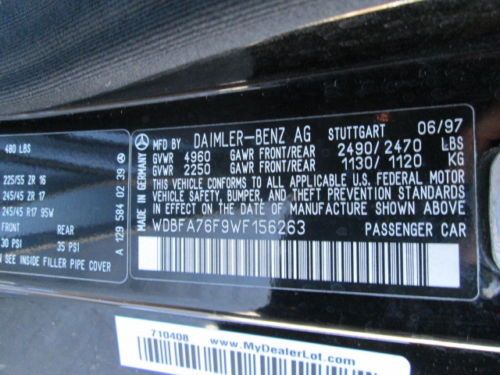 480 LBS
225/55 ZR 16
245/45 ZR 17
245/45 R17 95W
FRONT REAR
30 PSI 35 PSI
SEE INSIDE FILLER PIPE COVER
A 129 584 02 39
MADE IN GERMANY
MFD. BY DAIMLER-BENZ AG STUTTGART 06/97
GVWR 4960 GAWR FRONT/REAR 2490/2470 LBS
GVWR 2250 GAWR FRONT/REAR 1130/1120 KG
THIS VEHICLE CONFORMS TO ALL APPLICABLE U.S. FEDERAL MOTOR
VEHICLE SAFETY, BUMPER, AND THEFT PREVENTION STANDARDS
IN EFFECT ON THE DATE OF MANUFACTURE SHOWN ABOVE.
WDBFA76F9WF156263 PASSENGER CAR
710408
www.MyDealerLot.com